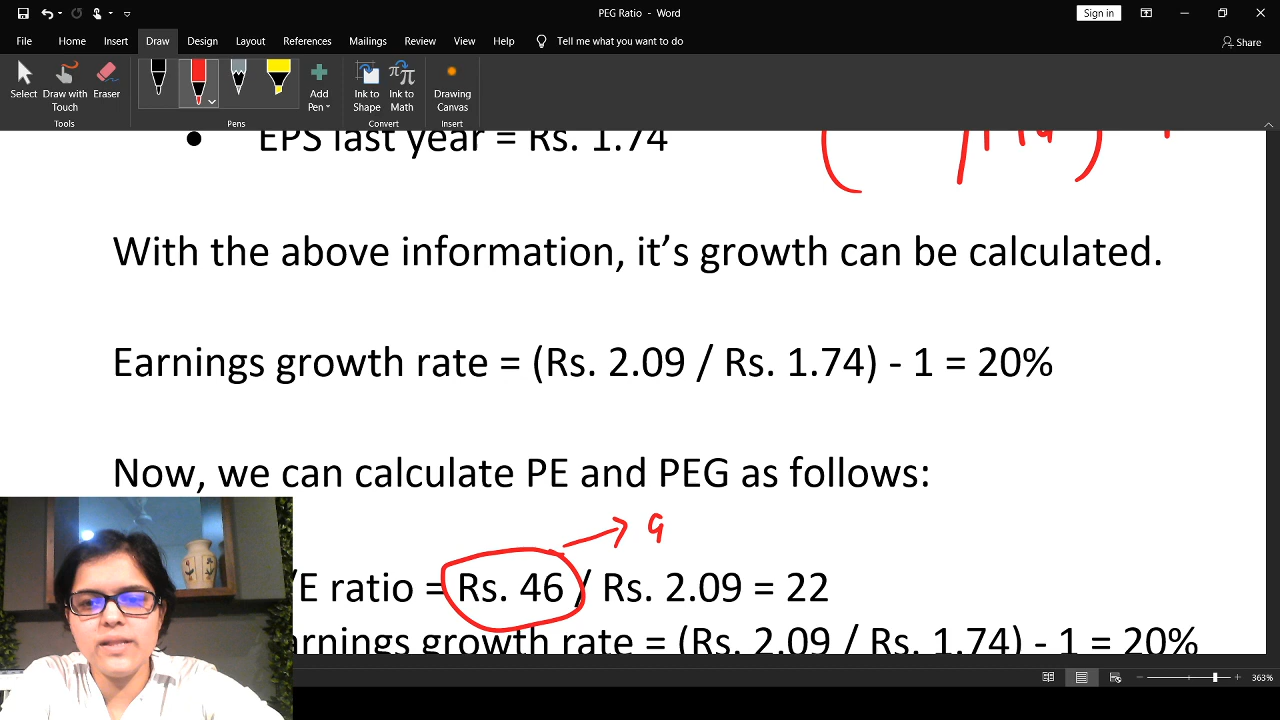 PEG Ratio - Word
Sign in
File Home Insert Draw Design Layout References Mailings Review View Help Tell me what you want to do
Share
Select Draw with Touch Eraser
Add Pen
Ink to Shape Ink to Math
Drawing Canvas
Tools Pens Convert Insert
• EPS last year = Rs. 1.74
With the above information, it's growth can be calculated.
Earnings growth rate = (Rs. 2.09 / Rs. 1.74) - 1 = 20%
Now, we can calculate PE and PEG as follows:
/E ratio = Rs. 46 / Rs. 2.09 = 22
arnings growth rate = (Rs. 2.09 / Rs. 1.74) - 1 = 20%
363%